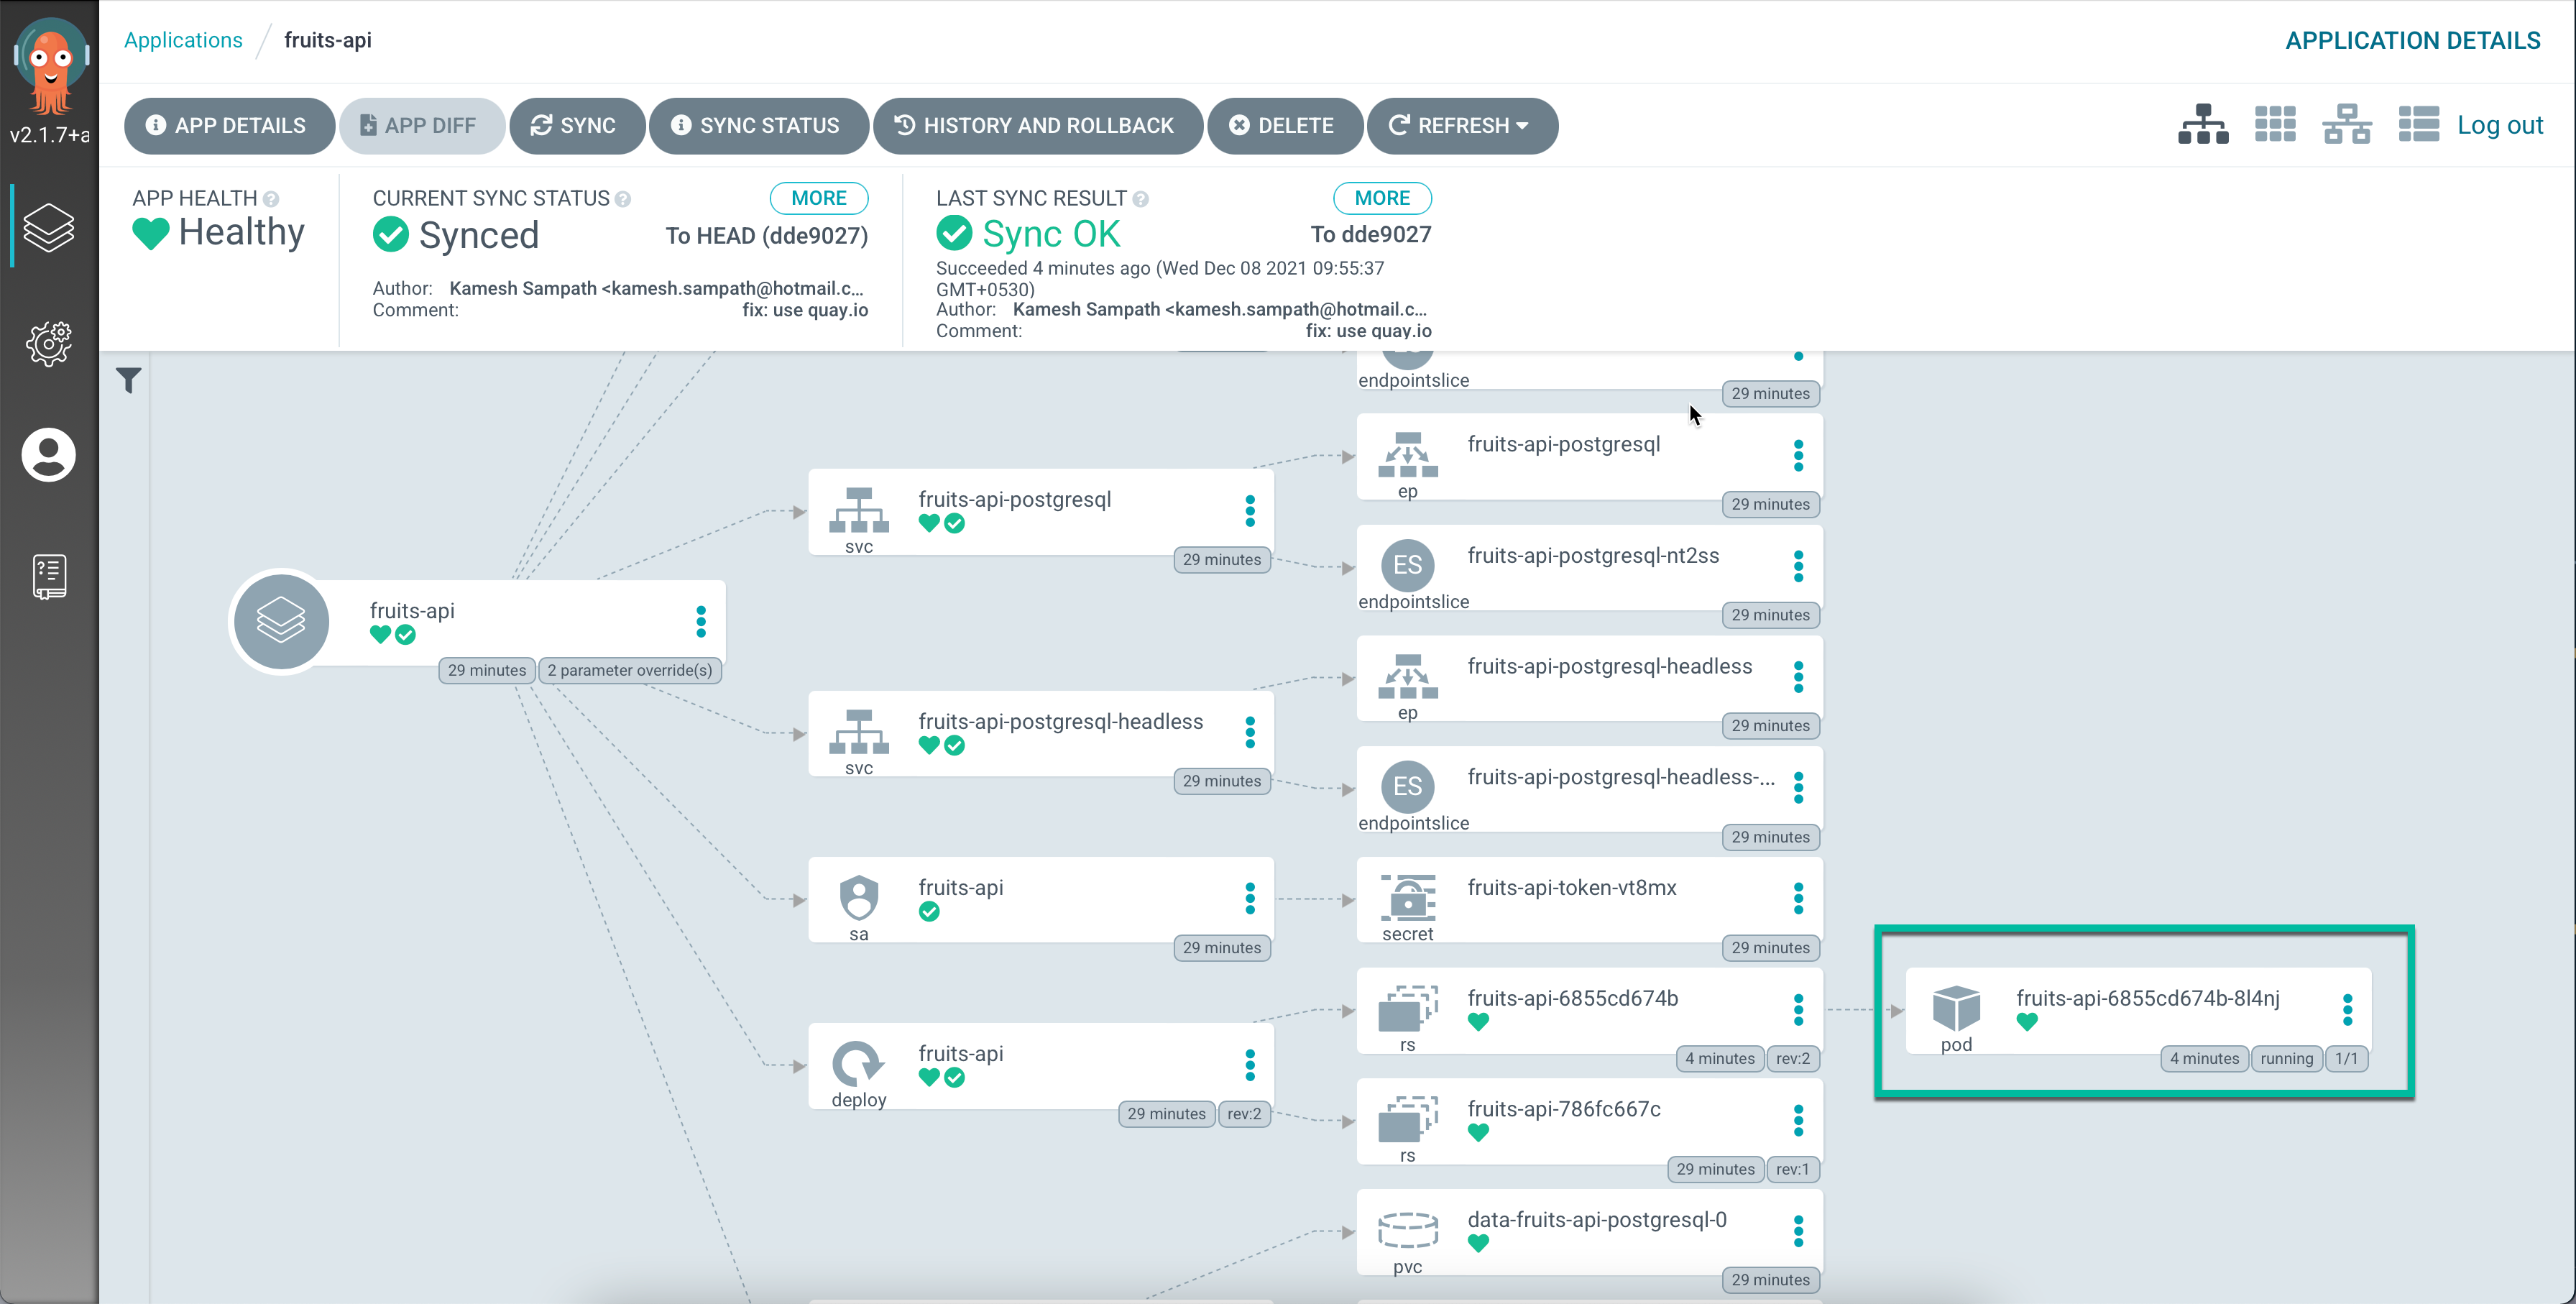 Applications / fruits-api
APPLICATION DETAILS
v2.1.7+a
APP DETAILS
APP DIFF
SYNC
SYNC STATUS
HISTORY AND ROLLBACK
DELETE
REFRESH
Log out
APP HEALTH ?
Healthy
CURRENT SYNC STATUS ?
MORE
Synced
To HEAD (dde9027)
Author: Kamesh Sampath <kamesh.sampath@hotmail.c...
Comment: fix: use quay.io
LAST SYNC RESULT ?
MORE
Sync OK
To dde9027
Succeeded 4 minutes ago (Wed Dec 08 2021 09:55:37
GMT+0530)
Author: Kamesh Sampath <kamesh.sampath@hotmail.c...
Comment: fix: use quay.io
fruits-api
29 minutes
2 parameter override(s)
fruits-api-postgresql
svc
29 minutes
fruits-api-postgresql-headless
svc
29 minutes
fruits-api
sa
29 minutes
fruits-api
deploy
29 minutes
rev:2
endpointslice
29 minutes
fruits-api-postgresql
ep
29 minutes
ES
fruits-api-postgresql-nt2ss
endpointslice
29 minutes
fruits-api-postgresql-headless
ep
29 minutes
ES
fruits-api-postgresql-headless-...
endpointslice
29 minutes
fruits-api-token-vt8mx
secret
29 minutes
fruits-api-6855cd674b
rs
4 minutes
rev:2
fruits-api-786fc667c
rs
29 minutes
rev:1
data-fruits-api-postgresql-0
pvc
29 minutes
fruits-api-6855cd674b-8l4nj
pod
4 minutes
running
1/1